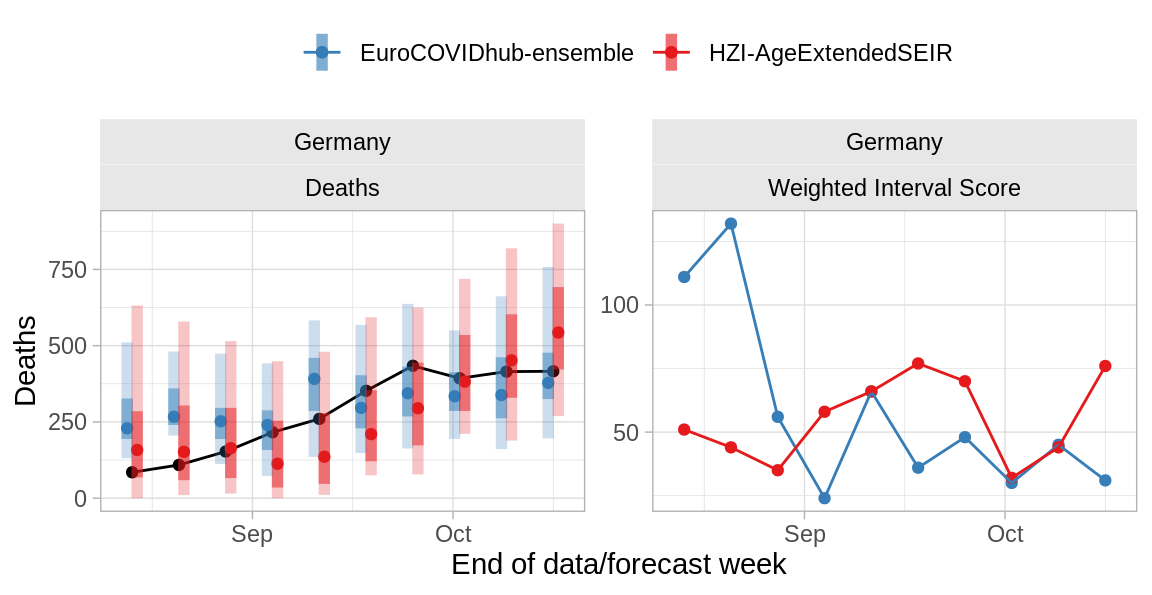 EuroCOVIDhub-ensemble HZI-AgeExtendedSEIR
Germany
Deaths
Germany
Weighted Interval Score
Deaths
750
500
250
0
Sep Oct
100
50
Sep Oct
End of data/forecast week